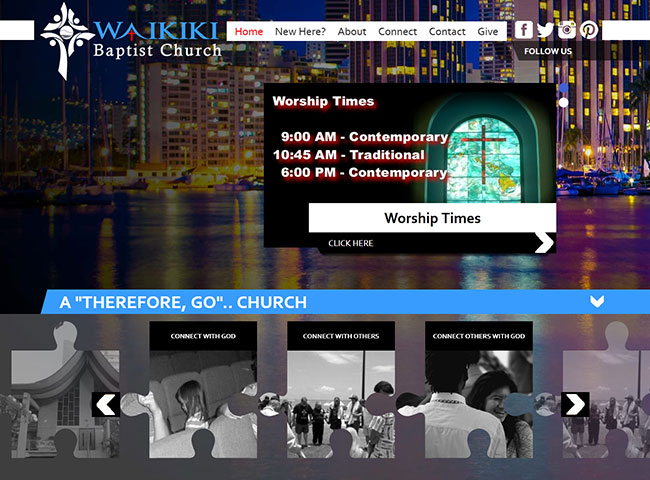 WAIKIKI
Baptist Church
Home New Here? About Connect Contact Give
FOLLOW US
Worship Times
9:00 AM - Contemporary
10:45 AM - Traditional
6:00 PM - Contemporary
Worship Times
CLICK HERE
A "THEREFORE, GO".. CHURCH
CONNECT WITH GOD
CONNECT WITH OTHERS
CONNECT OTHERS WITH GOD